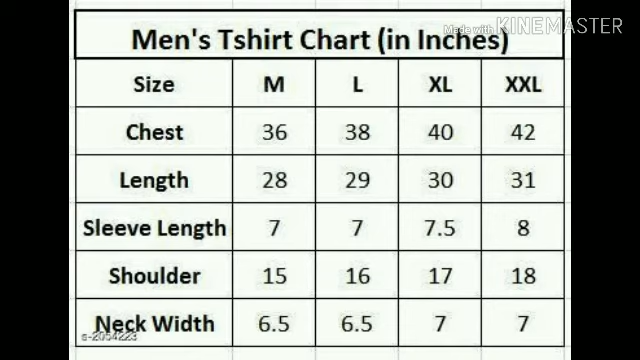 Made with KINEMASTER
Men's Tshirt Chart (in Inches)
Size M L XL XXL
Chest 36 38 40 42
Length 28 29 30 31
Sleeve Length 7 7 7.5 8
Shoulder 15 16 17 18
Neck Width 6.5 6.5 7 7
s-2054223